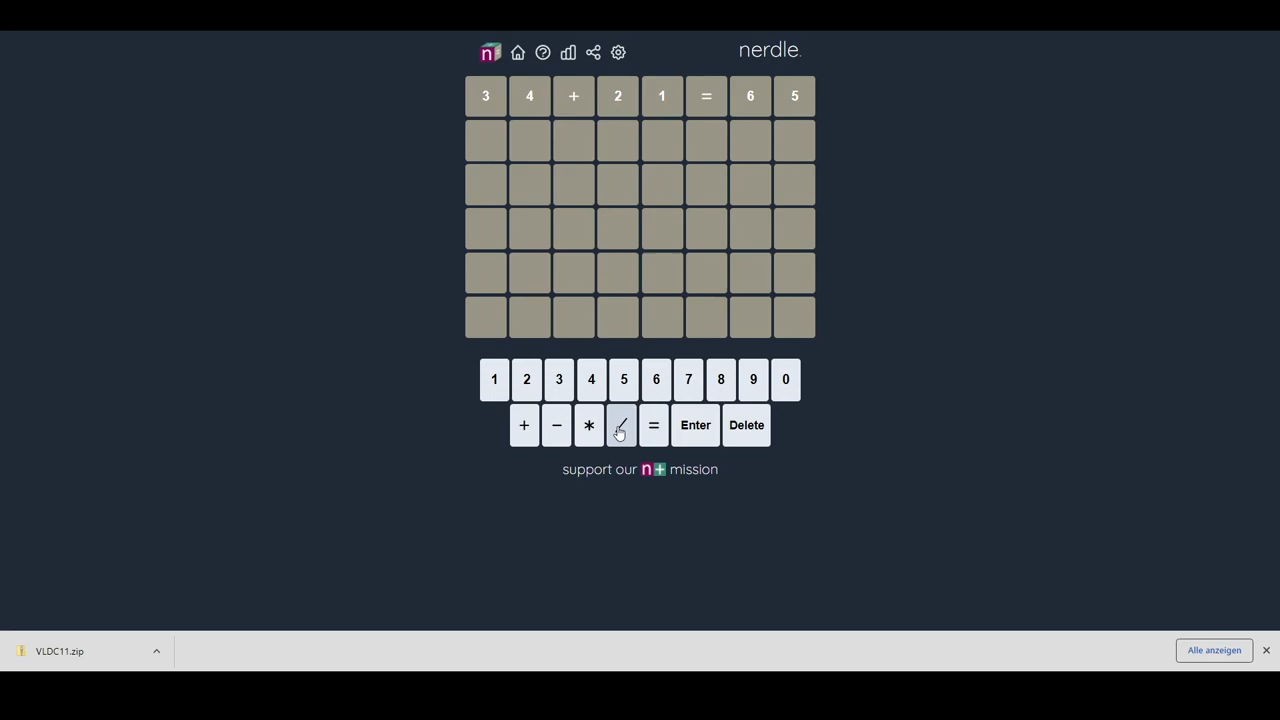 n
nerdle.
3 4 + 2 1 = 6 5
1 2 3 4 5 6 7 8 9 0
+ - * / = Enter Delete
support our n+ mission
VLDC11.zip
Alle anzeigen